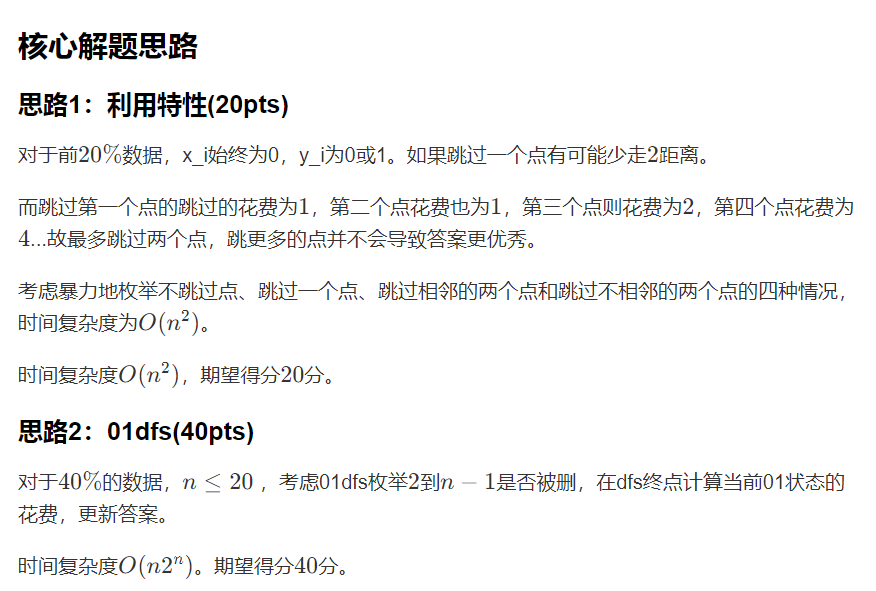 核心解题思路
思路1：利用特性(20pts)
对于前20%数据，x_i始终为0，y_i为0或1。如果跳过一个点有可能少走2距离。
而跳过第一个点的跳过的花费为1，第二个点花费也为1，第三个点则花费为2，第四个点花费为
4...故最多跳过两个点，跳更多的点并不会导致答案更优秀。
考虑暴力地枚举不跳过点、跳过一个点、跳过相邻的两个点和跳过不相邻的两个点的四种情况，
时间复杂度为O(n²)。
时间复杂度O(n²)，期望得分20分。
思路2：01dfs(40pts)
对于40%的数据，n ≤ 20 ，考虑01dfs枚举2到n − 1是否被删，在dfs终点计算当前01状态的
花费，更新答案。
时间复杂度O(n2ⁿ)。期望得分40分。